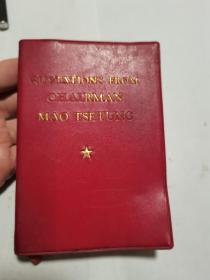 QUOTATIONS FROM
CHAIRMAN
MAO TSETUNG